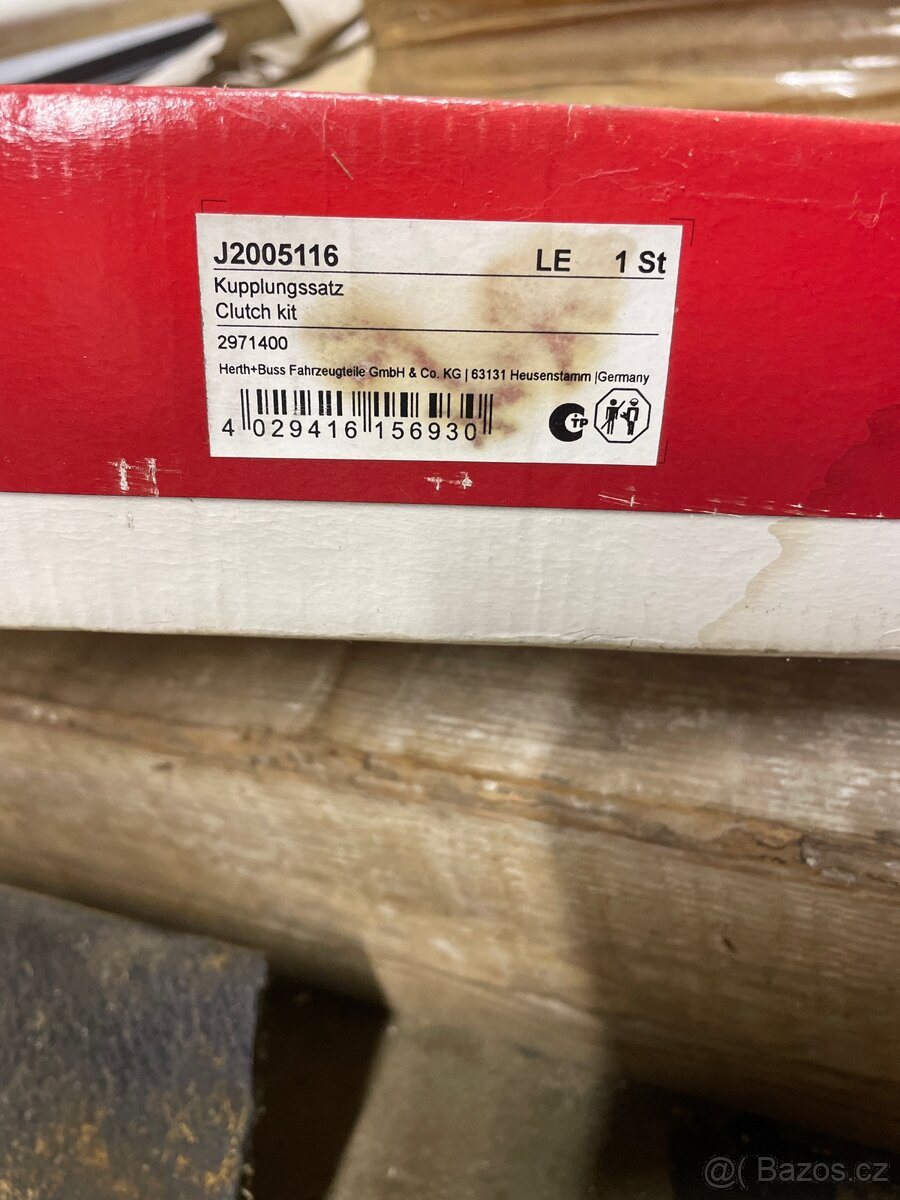 J2005116 LE 1 St
Kupplungssatz
Clutch kit
2971400
Herth+Buss Fahrzeugteile GmbH & Co. KG | 63131 Heusenstamm |Germany
4 029416 156930
CTP
@( Bazos.cz